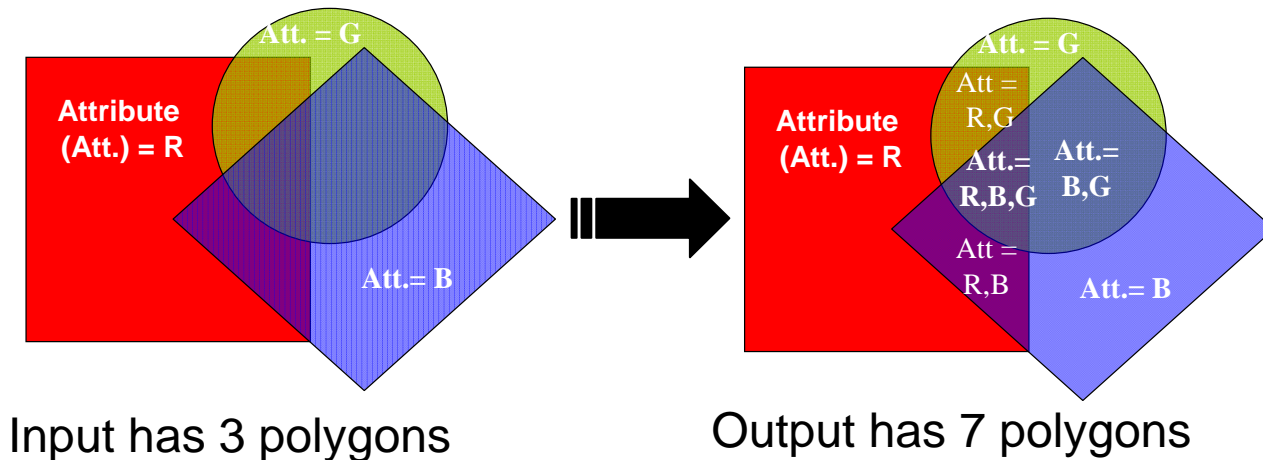 Att. = G
Attribute
(Att.) = R
Att.= B
Input has 3 polygons
Att. = G
Att =
R,G
Attribute
(Att.) = R
Att.=
R,B,G
Att.=
B,G
Att =
R,B
Att.= B
Output has 7 polygons